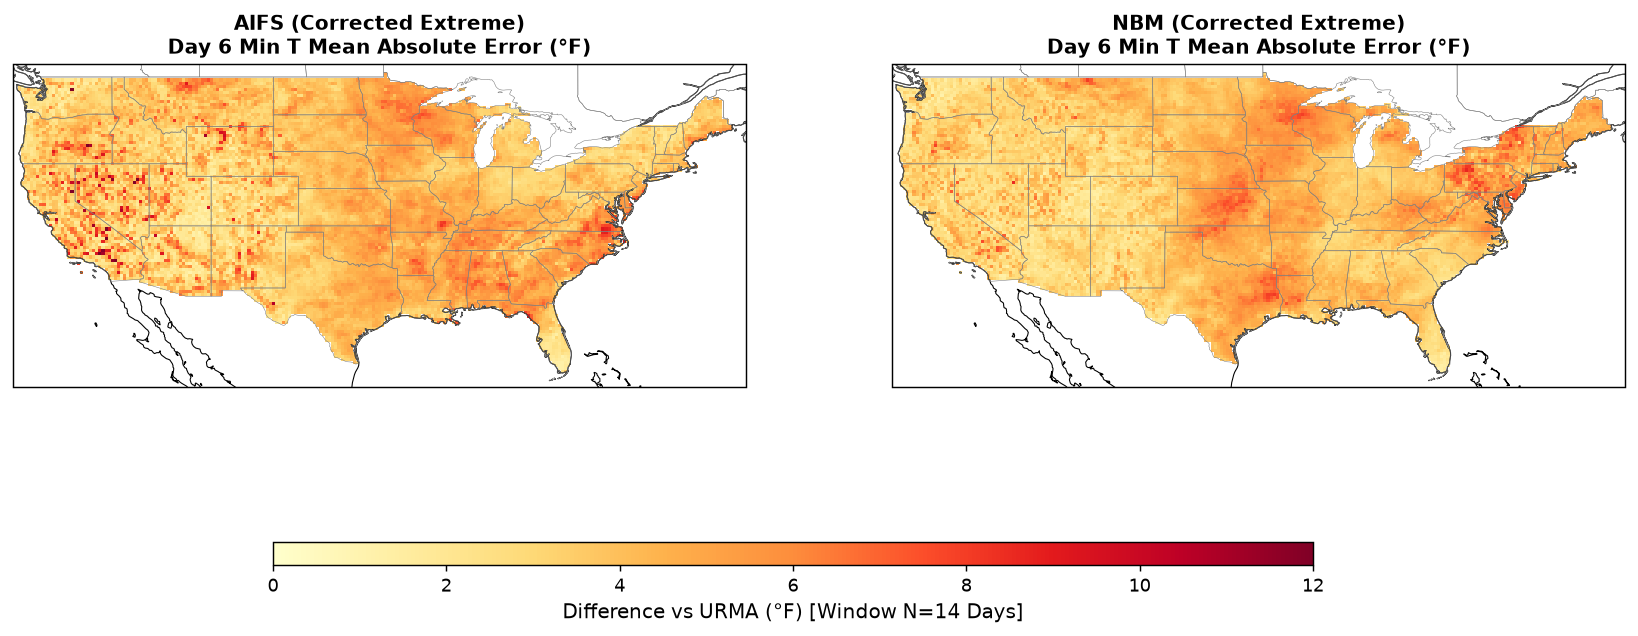 AIFS (Corrected Extreme)
Day 6 Min T Mean Absolute Error (°F)
NBM (Corrected Extreme)
Day 6 Min T Mean Absolute Error (°F)
0 2 4 6 8 10 12
Difference vs URMA (°F) [Window N=14 Days]